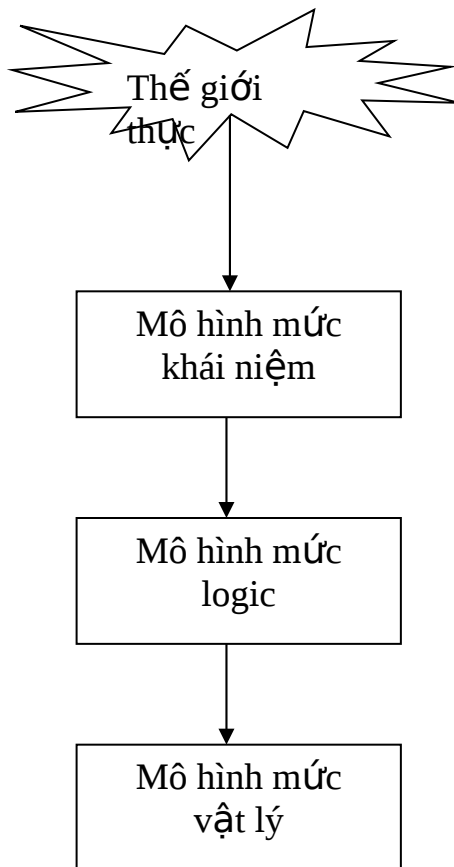 Thế giới
thực
Mô hình mức
khái niệm
Mô hình mức
logic
Mô hình mức
vật lý